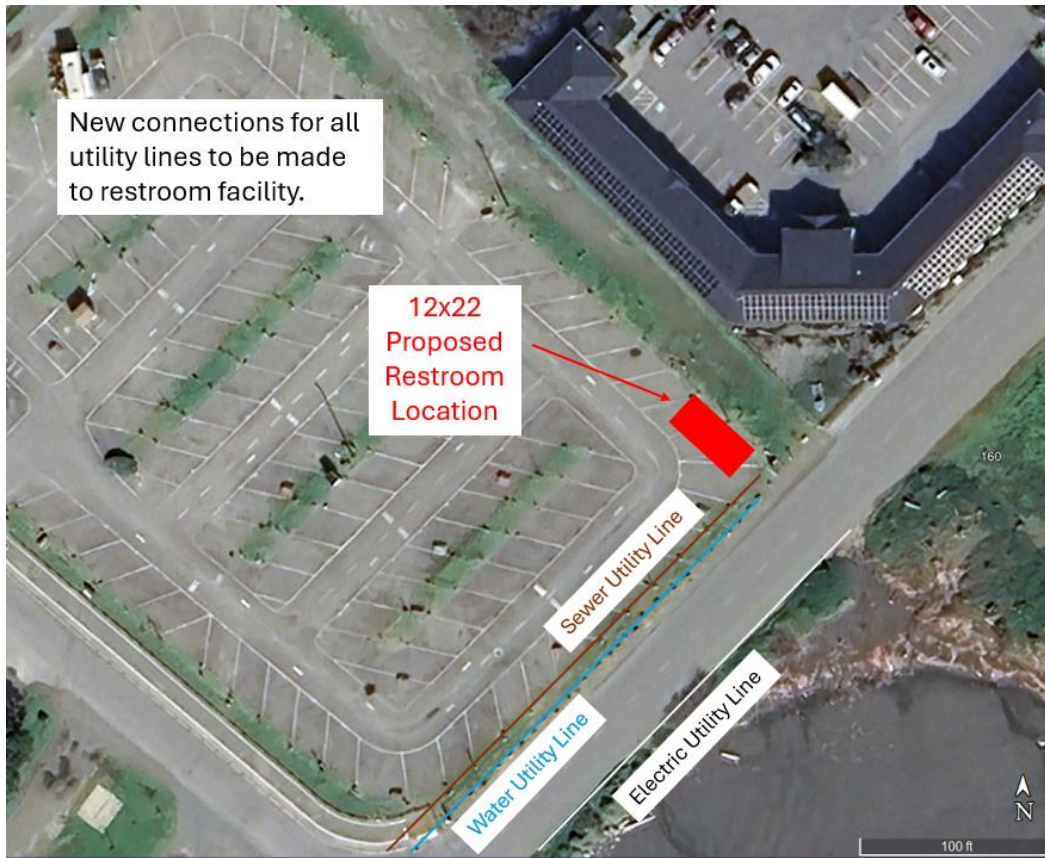 New connections for all
utility lines to be made
to restroom facility.
12x22
Proposed
Restroom
Location
160
Sewer Utility Line
Water Utility Line
Electric Utility Line
N
100 ft